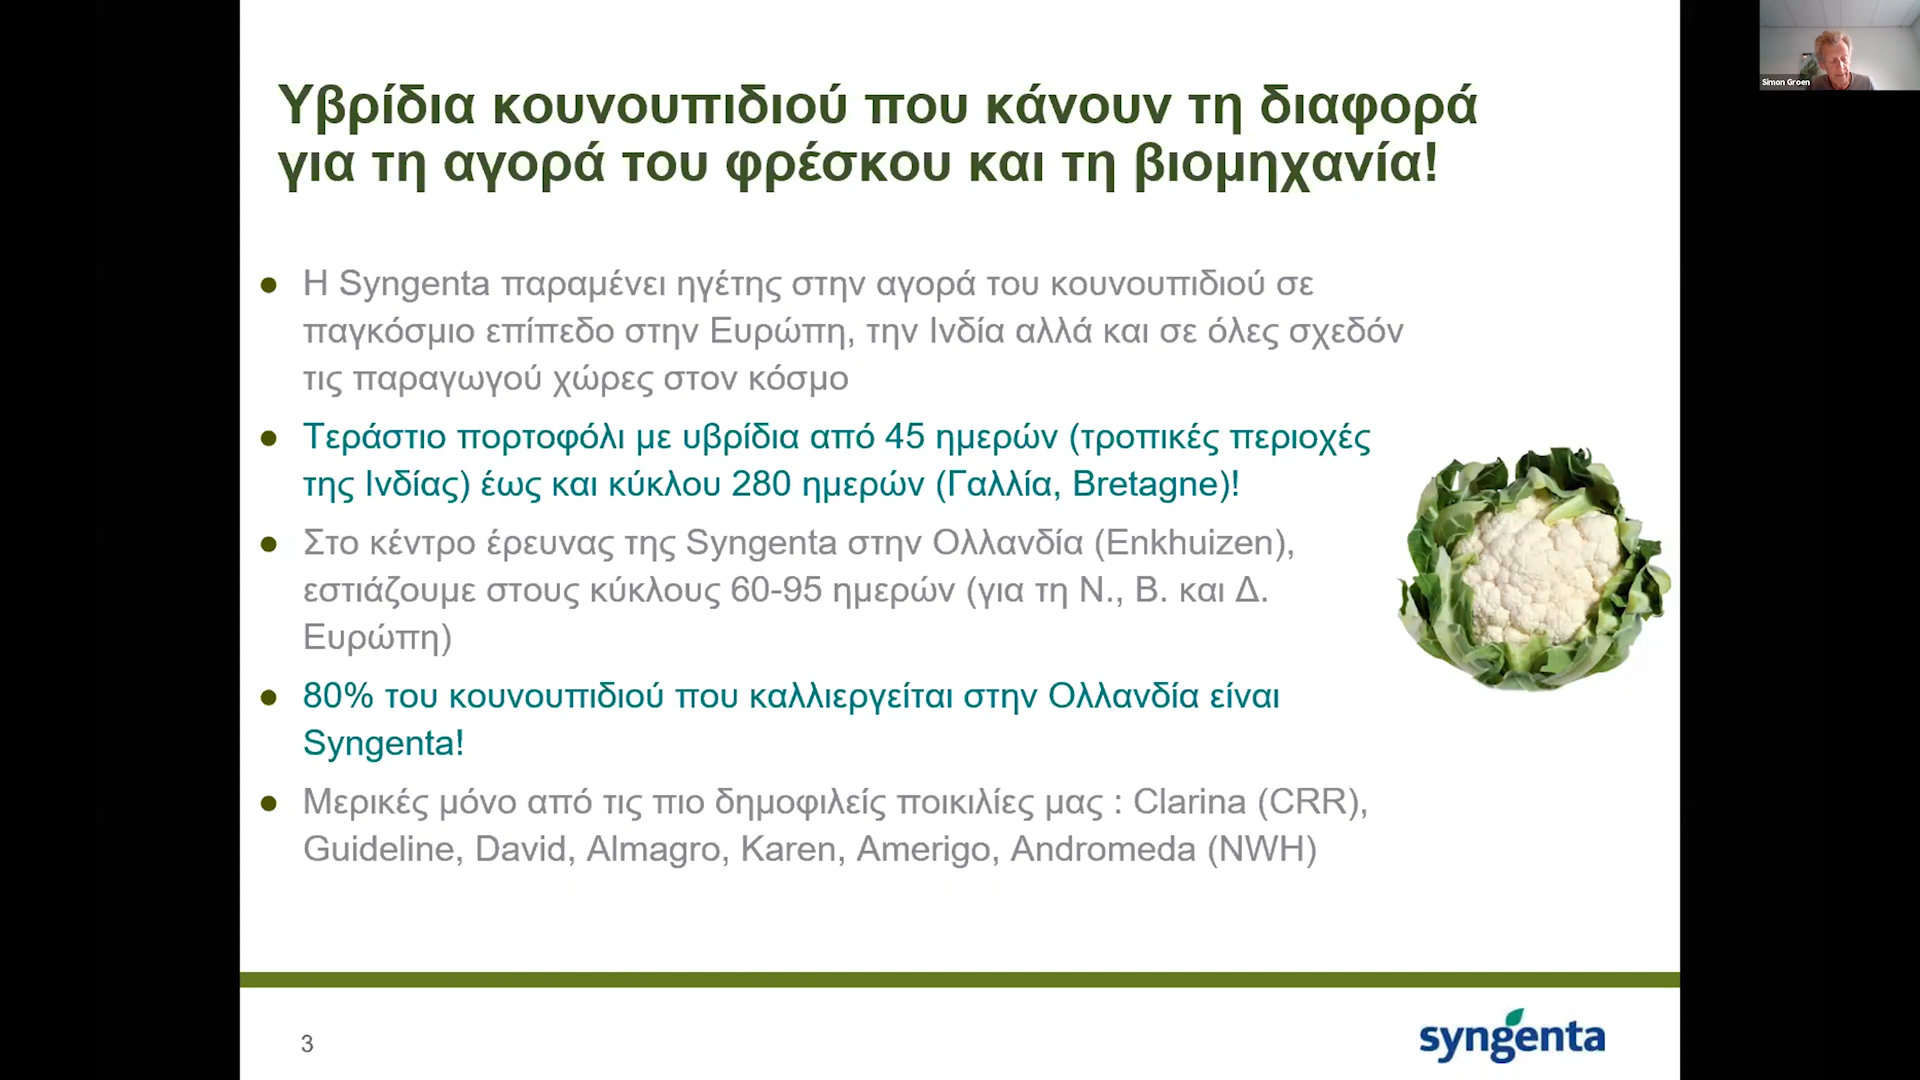 Υβρίδια κουνουπιδιού που κάνουν τη διαφορά
για τη αγορά του φρέσκου και τη βιομηχανία!
● Η Syngenta παραμένει ηγέτης στην αγορά του κουνουπιδιού σε
παγκόσμιο επίπεδο στην Ευρώπη, την Ινδία αλλά και σε όλες σχεδόν
τις παραγωγού χώρες στον κόσμο
● Τεράστιο πορτοφόλι με υβρίδια από 45 ημερών (τροπικές περιοχές
της Ινδίας) έως και κύκλου 280 ημερών (Γαλλία, Bretagne)!
● Στο κέντρο έρευνας της Syngenta στην Ολλανδία (Enkhuizen),
εστιάζουμε στους κύκλους 60-95 ημερών (για τη Ν., Β. και Δ.
Ευρώπη)
● 80% του κουνουπιδιού που καλλιεργείται στην Ολλανδία είναι
Syngenta!
● Μερικές μόνο από τις πιο δημοφιλείς ποικιλίες μας : Clarina (CRR),
Guideline, David, Almagro, Karen, Amerigo, Andromeda (NWH)
3
syngenta
Simon Groen